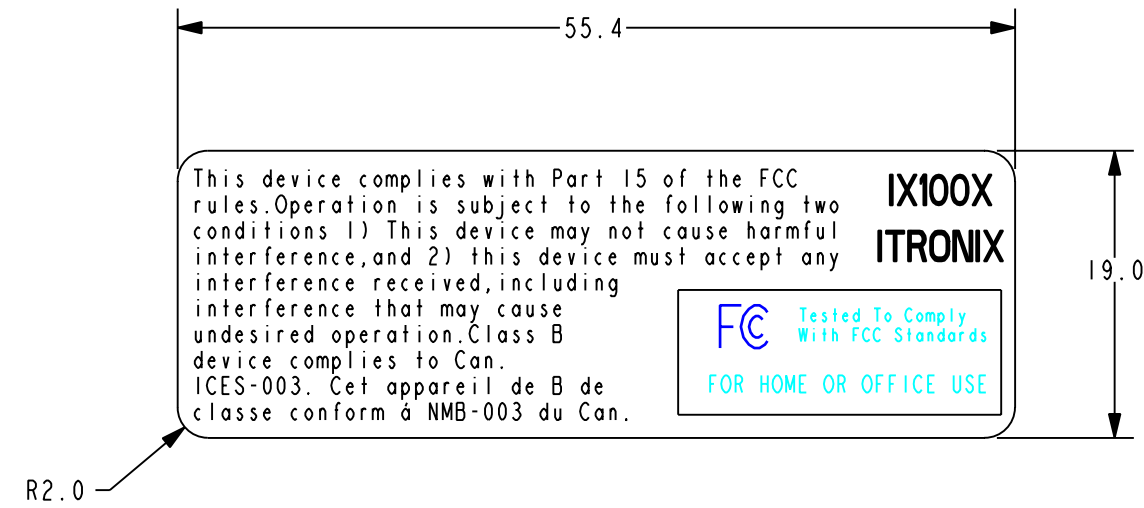 55.4
This device complies with Part 15 of the FCC
rules.Operation is subject to the following two
conditions 1) This device may not cause harmful
interference,and 2) this device must accept any
interference received,including
interference that may cause
undesired operation.Class B
device complies to Can.
ICES-003. Cet appareil de B de
classe conform á NMB-003 du Can.
IX100X
ITRONIX
FCC
Tested To Comply
With FCC Standards
FOR HOME OR OFFICE USE
19.0
R2.0